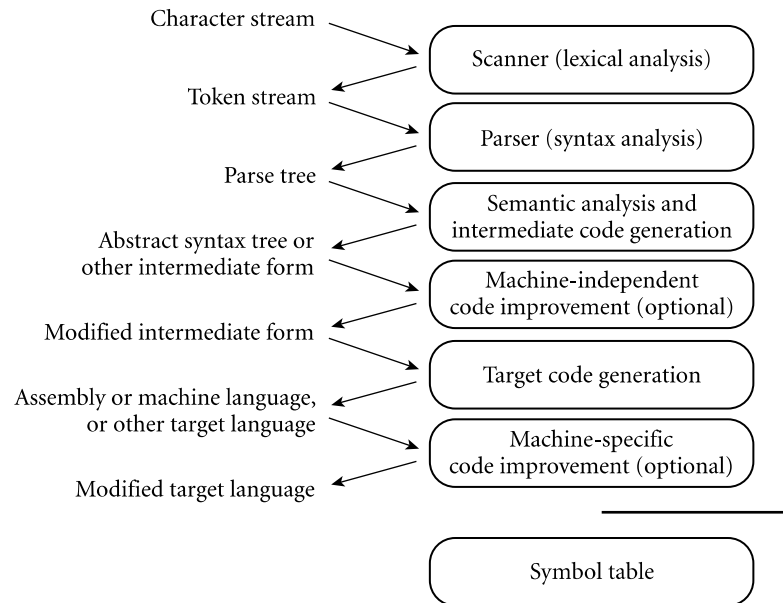 Character stream
Scanner (lexical analysis)
Token stream
Parser (syntax analysis)
Parse tree
Semantic analysis and
intermediate code generation
Abstract syntax tree or
other intermediate form
Machine-independent
code improvement (optional)
Modified intermediate form
Target code generation
Assembly or machine language,
or other target language
Machine-specific
code improvement (optional)
Modified target language
Symbol table